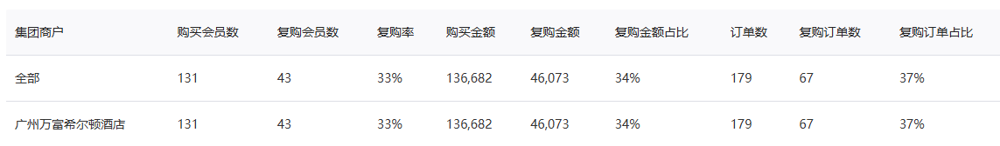 集团商户 购买会员数 复购会员数 复购率 购买金额 复购金额 复购金额占比 订单数 复购订单数 复购订单占比
全部 131 43 33% 136,682 46,073 34% 179 67 37%
广州万富希尔顿酒店 131 43 33% 136,682 46,073 34% 179 67 37%